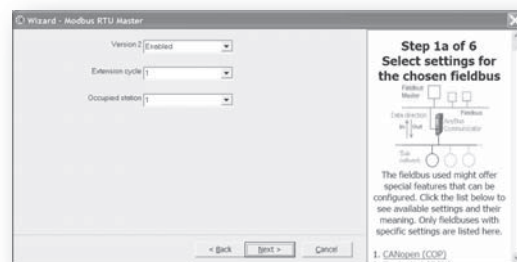 Wizard - Modbus RTU Master
Version 2 Enabled
Extension cycle 1
Occupied station 1
< Back Next > Cancel
Step 1a of 6
Select settings for
the chosen fieldbus
Fieldbus
Master
Fieldbus
Data direction
In Out
AnyBus
Communicator
Sub
network
The fieldbus used might offer
special features that can be
configured. Click the list below to
see available settings and their
meaning. Only fieldbuses with
specific settings are listed here.
1. CANopen (COP)